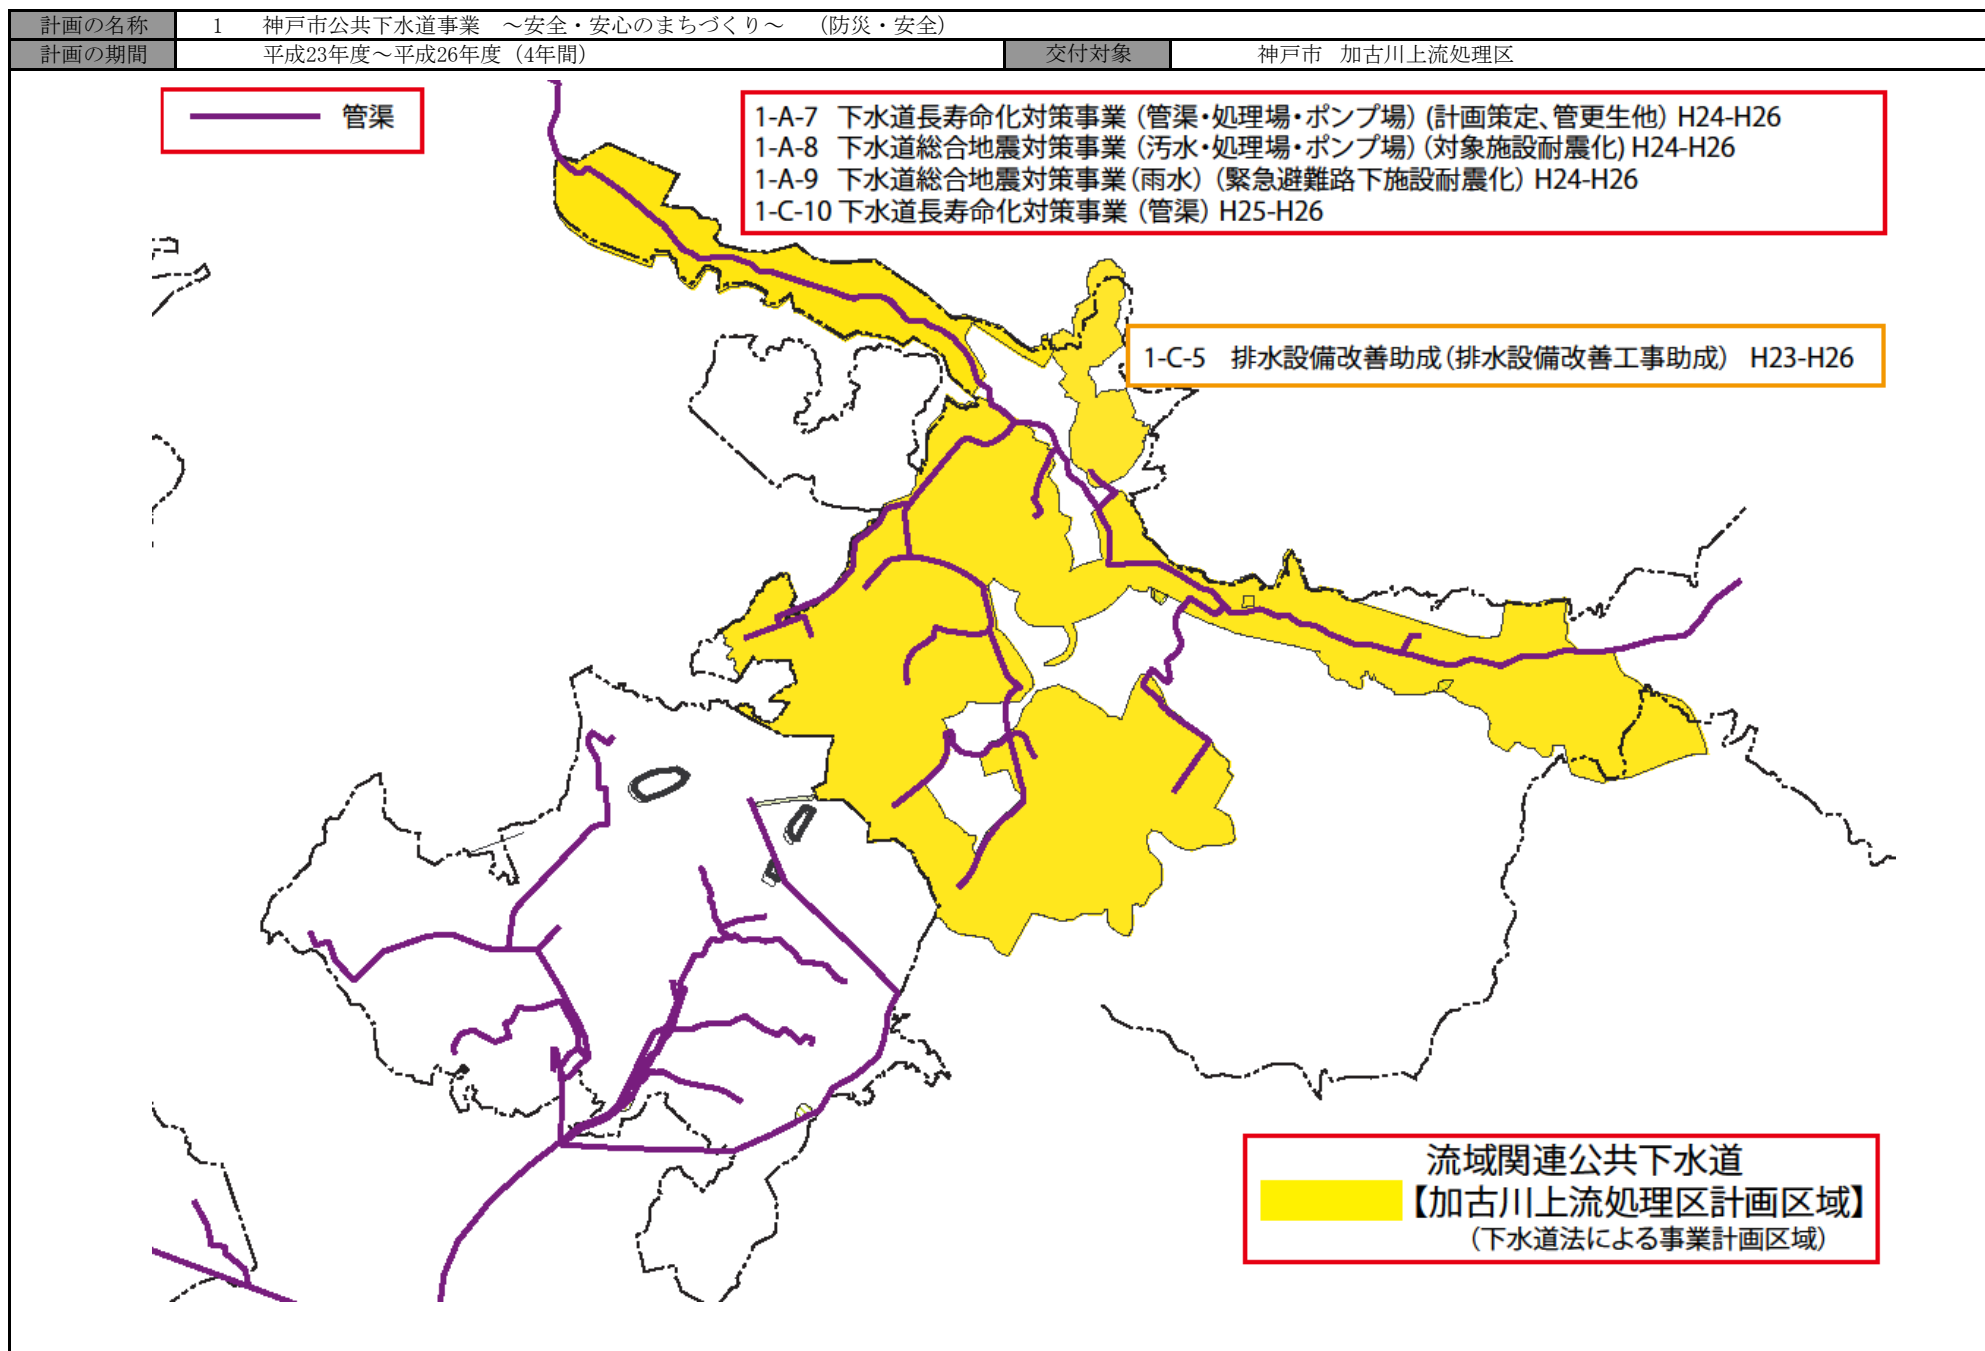 計画の名称 1 神戸市公共下水道事業 ～安全・安心のまちづくり～ （防災・安全）
計画の期間 平成23年度～平成26年度（4年間） 交付対象 神戸市 加古川上流処理区
管渠
1-A-7 下水道長寿命化対策事業（管渠・処理場・ポンプ場）（計画策定、管更生他）H24-H26
1-A-8 下水道総合地震対策事業（汚水・処理場・ポンプ場）（対象施設耐震化）H24-H26
1-A-9 下水道総合地震対策事業（雨水）（緊急避難路下施設耐震化）H24-H26
1-C-10 下水道長寿命化対策事業（管渠）H25-H26
1-C-5 排水設備改善助成（排水設備改善工事助成） H23-H26
流域関連公共下水道
【加古川上流処理区計画区域】
（下水道法による事業計画区域）